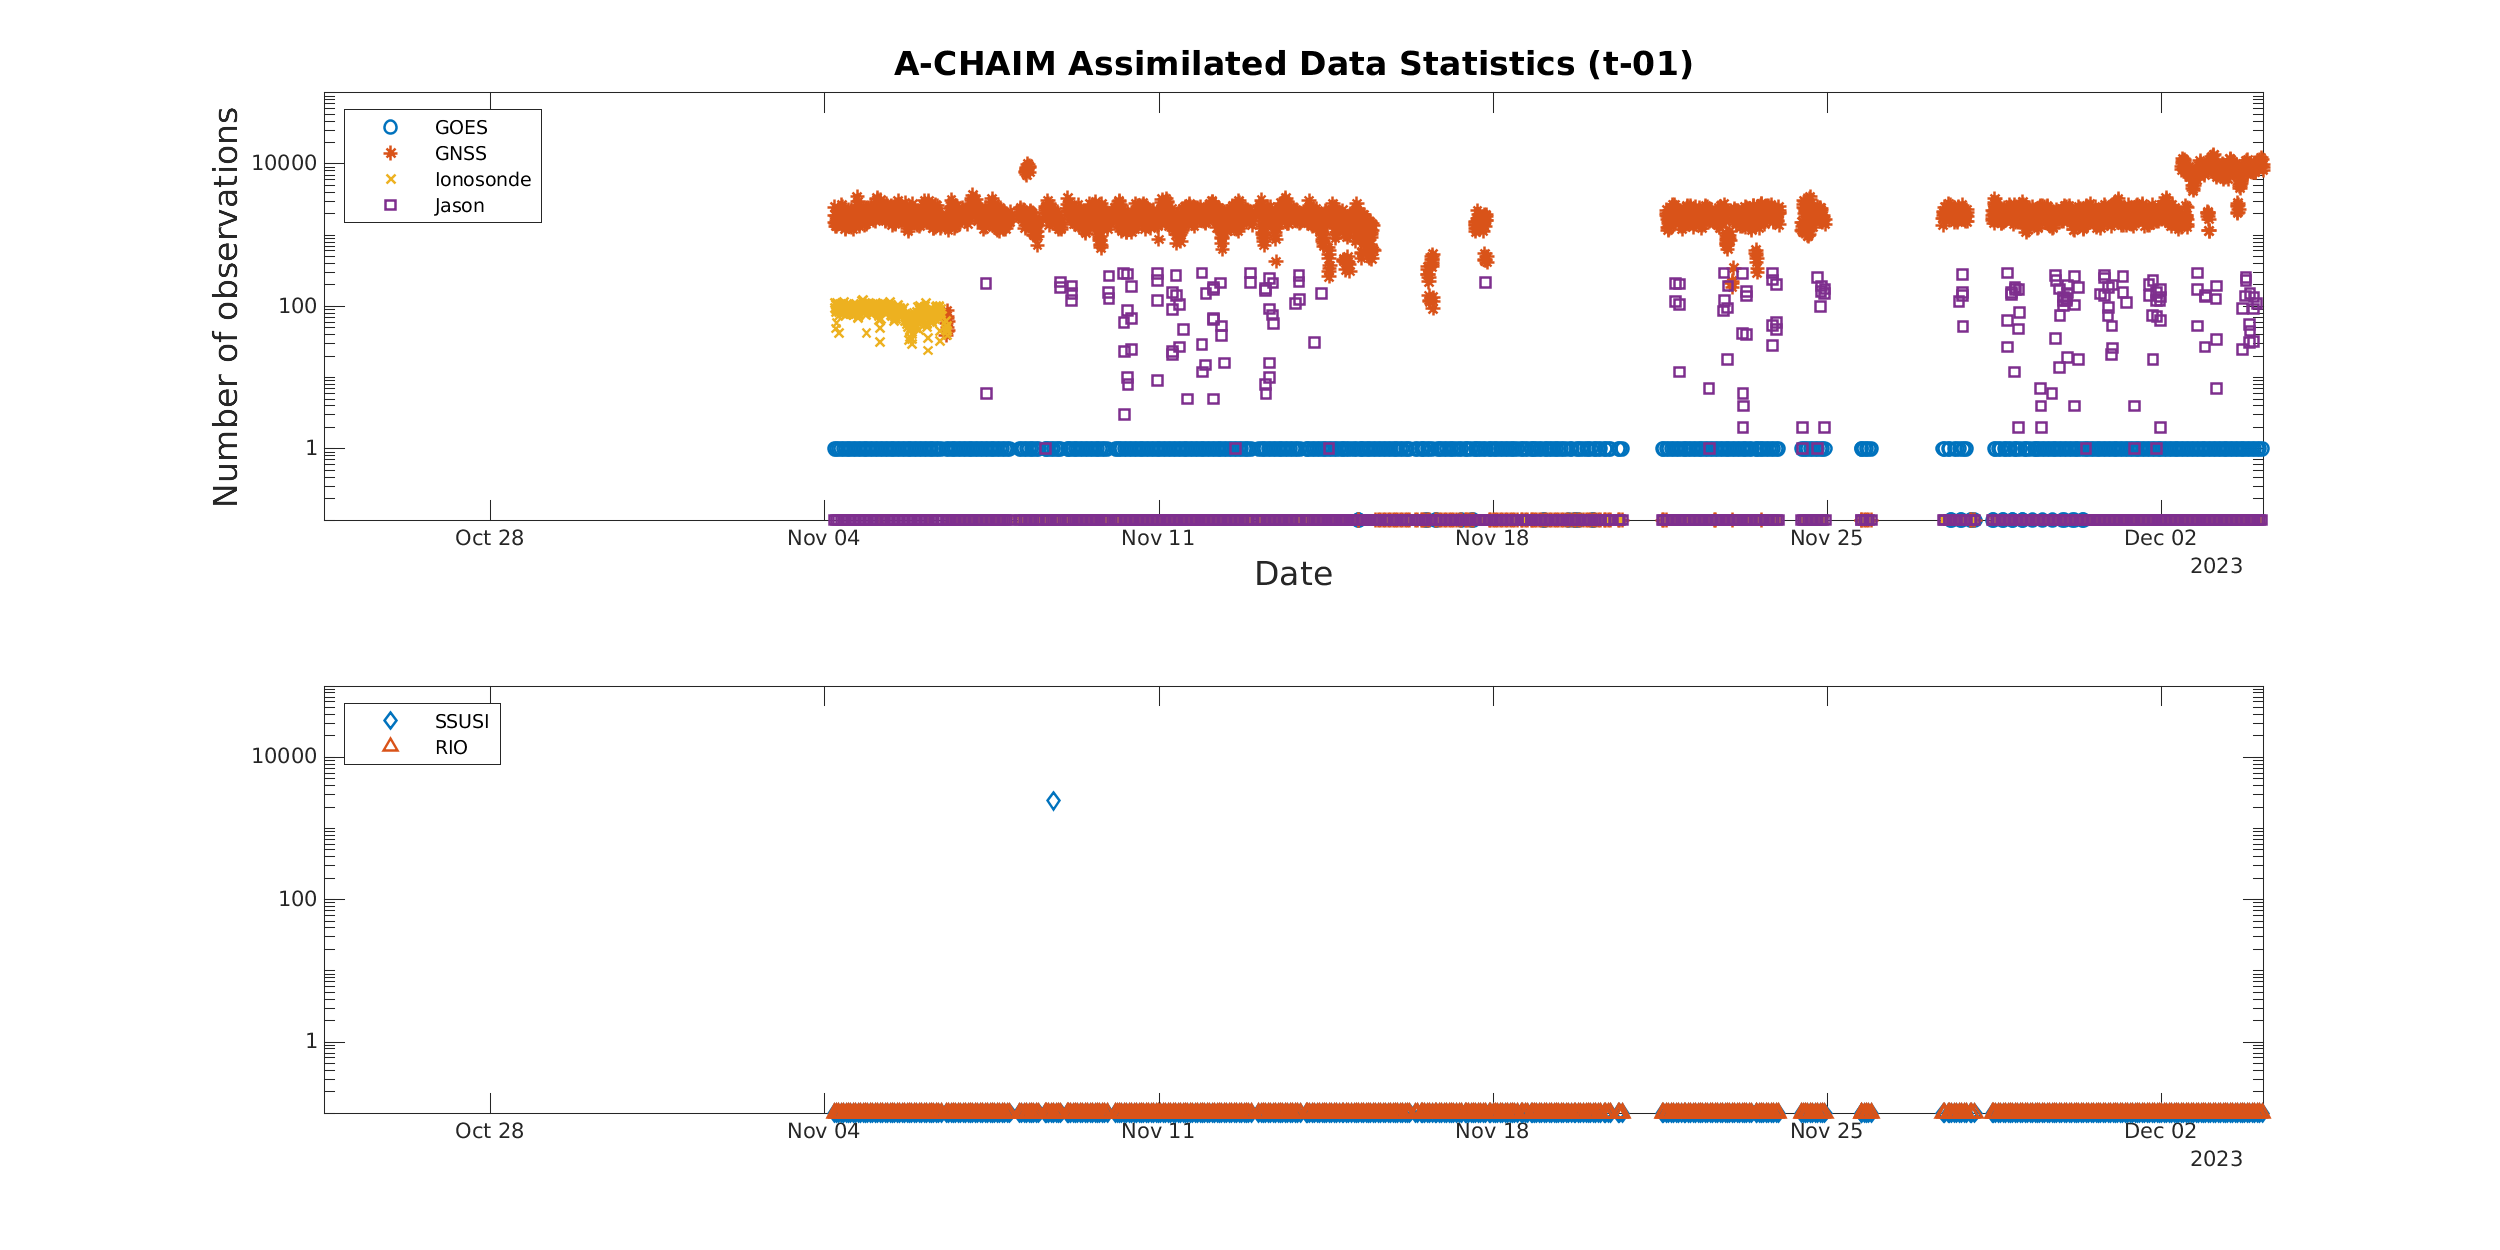 A-CHAIM Assimilated Data Statistics (t-01)
Number of observations
GOES
GNSS
Ionosonde
Jason
10000
100
1
Oct 28
Nov 04
Nov 11
Nov 18
Nov 25
Dec 02
2023
Date
SSUSI
RIO
10000
100
1
Oct 28
Nov 04
Nov 11
Nov 18
Nov 25
Dec 02
2023